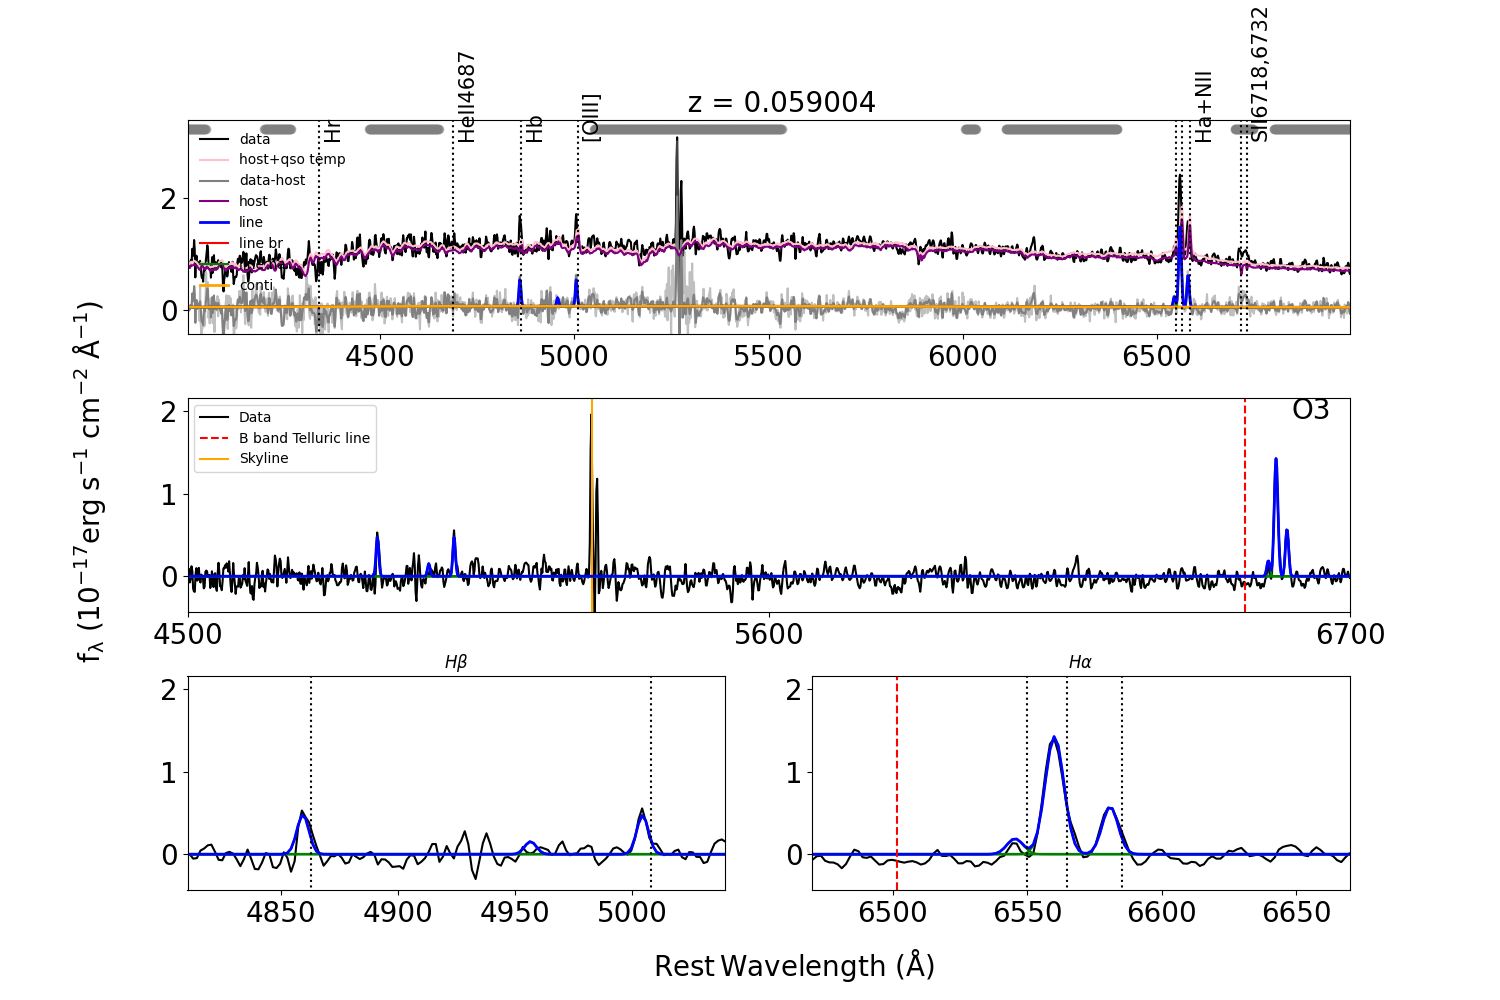 z = 0.059004
Hr
HeII4687
Hb
[OIII]
Ha+NII
SII6718,6732
data
host+qso temp
data-host
host
line
line br
conti
2
0
4500
5000
5500
6000
6500
fλ (10⁻¹⁷erg s⁻¹ cm⁻² Å⁻¹)
Data
B band Telluric line
Skyline
O3
2
1
0
4500
5600
6700
Hβ
2
1
0
4850
4900
4950
5000
Hα
2
1
0
6500
6550
6600
6650
Rest Wavelength (Å)